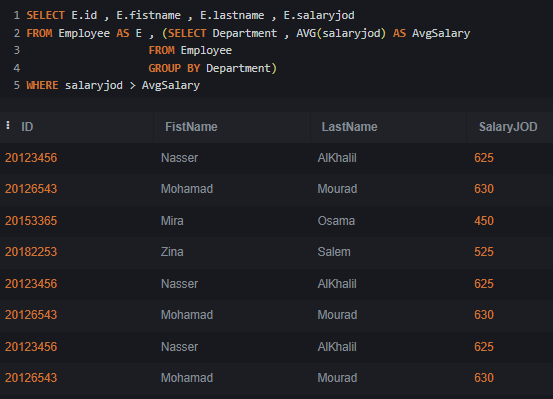 1 SELECT E.id , E.fistname , E.lastname , E.salaryjod
2 FROM Employee AS E , (SELECT Department , AVG(salaryjod) AS AvgSalary
3 FROM Employee
4 GROUP BY Department)
5 WHERE salaryjod > AvgSalary
ID FistName LastName SalaryJOD
20123456 Nasser AlKhalil 625
20126543 Mohamad Mourad 630
20153365 Mira Osama 450
20182253 Zina Salem 525
20123456 Nasser AlKhalil 625
20126543 Mohamad Mourad 630
20123456 Nasser AlKhalil 625
20126543 Mohamad Mourad 630